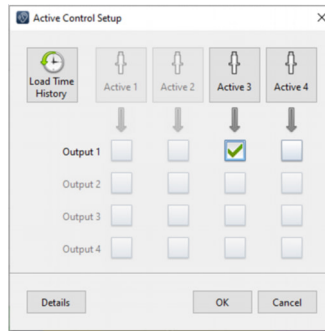 Active Control Setup
Load Time
History
Active 1 Active 2 Active 3 Active 4
Output 1
Output 2
Output 3
Output 4
Details OK Cancel